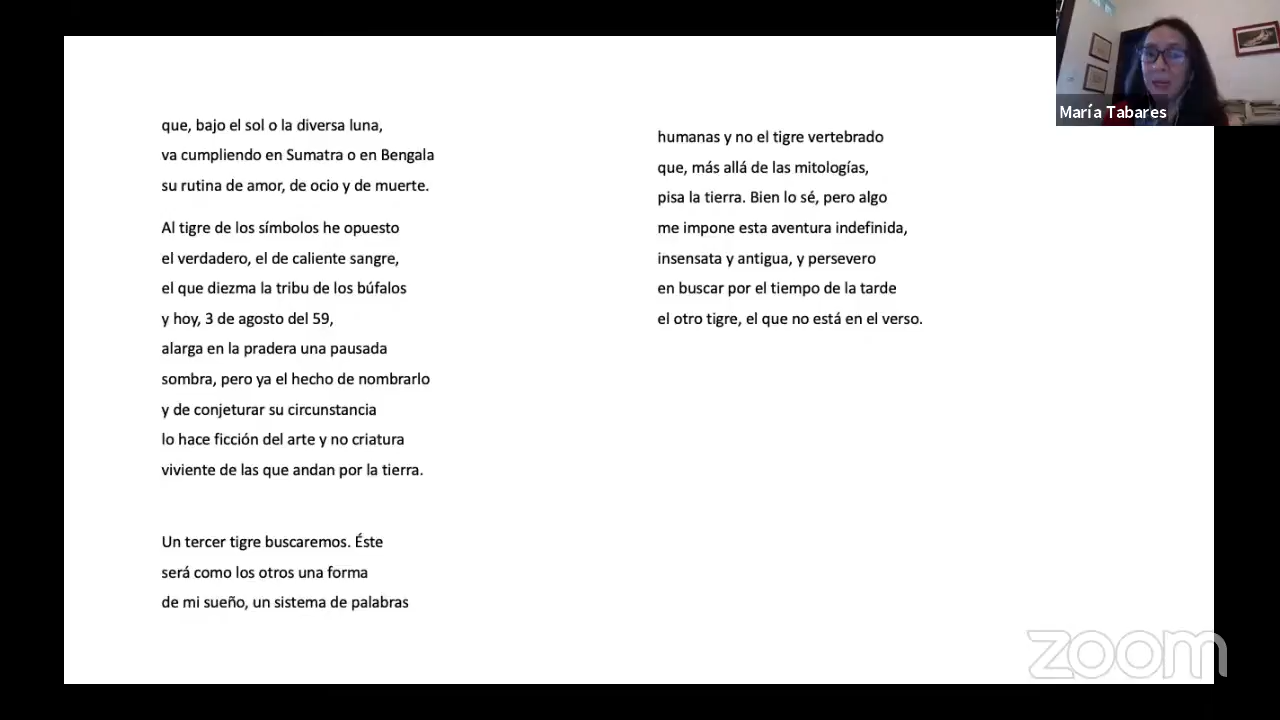 que, bajo el sol o la diversa luna,
va cumpliendo en Sumatra o en Bengala
su rutina de amor, de ocio y de muerte.
Al tigre de los símbolos he opuesto
el verdadero, el de caliente sangre,
el que diezma la tribu de los búfalos
y hoy, 3 de agosto del 59,
alarga en la pradera una pausada
sombra, pero ya el hecho de nombrarlo
y de conjeturar su circunstancia
lo hace ficción del arte y no criatura
viviente de las que andan por la tierra.
Un tercer tigre buscaremos. Éste
será como los otros una forma
de mi sueño, un sistema de palabras
humanas y no el tigre vertebrado
que, más allá de las mitologías,
pisa la tierra. Bien lo sé, pero algo
me impone esta aventura indefinida,
insensata y antigua, y persevero
en buscar por el tiempo de la tarde
el otro tigre, el que no está en el verso.
María Tabares
zoom